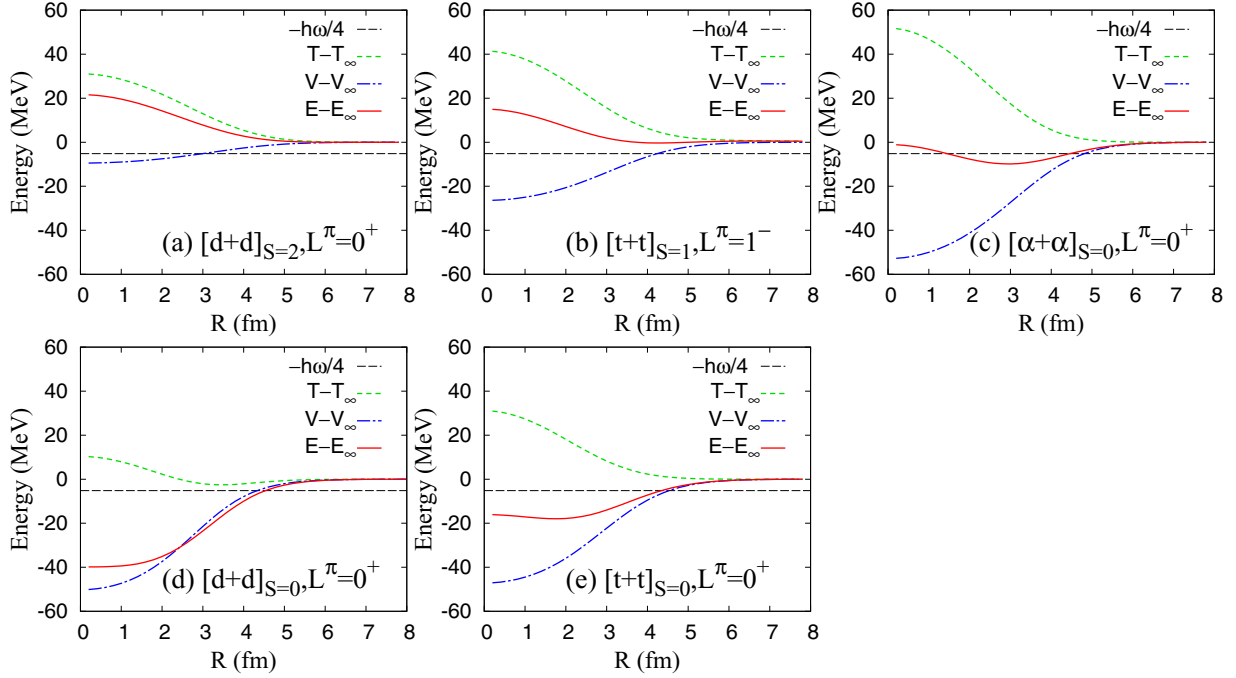 60
40
20
0
-20
-40
-60
Energy (MeV)
−hω/4
T−T∞
V−V∞
E−E∞
(a) [d+d]S=2,Lπ=0+
0 1 2 3 4 5 6 7 8
R (fm)
60
40
20
0
-20
-40
-60
Energy (MeV)
−hω/4
T−T∞
V−V∞
E−E∞
(b) [t+t]S=1,Lπ=1−
0 1 2 3 4 5 6 7 8
R (fm)
60
40
20
0
-20
-40
-60
Energy (MeV)
−hω/4
T−T∞
V−V∞
E−E∞
(c) [α+α]S=0,Lπ=0+
0 1 2 3 4 5 6 7 8
R (fm)
60
40
20
0
-20
-40
-60
Energy (MeV)
−hω/4
T−T∞
V−V∞
E−E∞
(d) [d+d]S=0,Lπ=0+
0 1 2 3 4 5 6 7 8
R (fm)
60
40
20
0
-20
-40
-60
Energy (MeV)
−hω/4
T−T∞
V−V∞
E−E∞
(e) [t+t]S=0,Lπ=0+
0 1 2 3 4 5 6 7 8
R (fm)